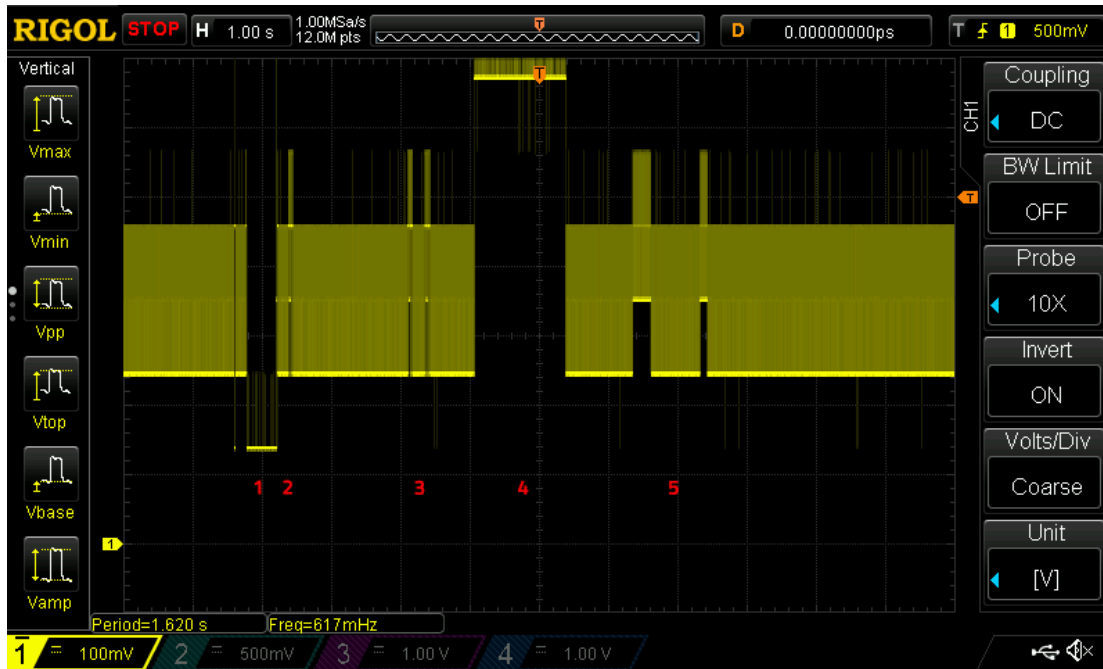 RIGOL STOP H 1.00 s 1.00MSa/s 12.0M pts D 0.00000000ps T 1 500mV
T
Vertical
Vmax
Vmin
Vpp
Vtop
Vbase
Vamp
T
T
1 2 3 4 5
1
CH1
Coupling
DC
BW Limit
OFF
Probe
10X
Invert
ON
Volts/Div
Coarse
Unit
[V]
Period=1.620 s Freq=617mHz
1 = 100mV 2 = 500mV 3 = 1.00 V 4 = 1.00 V